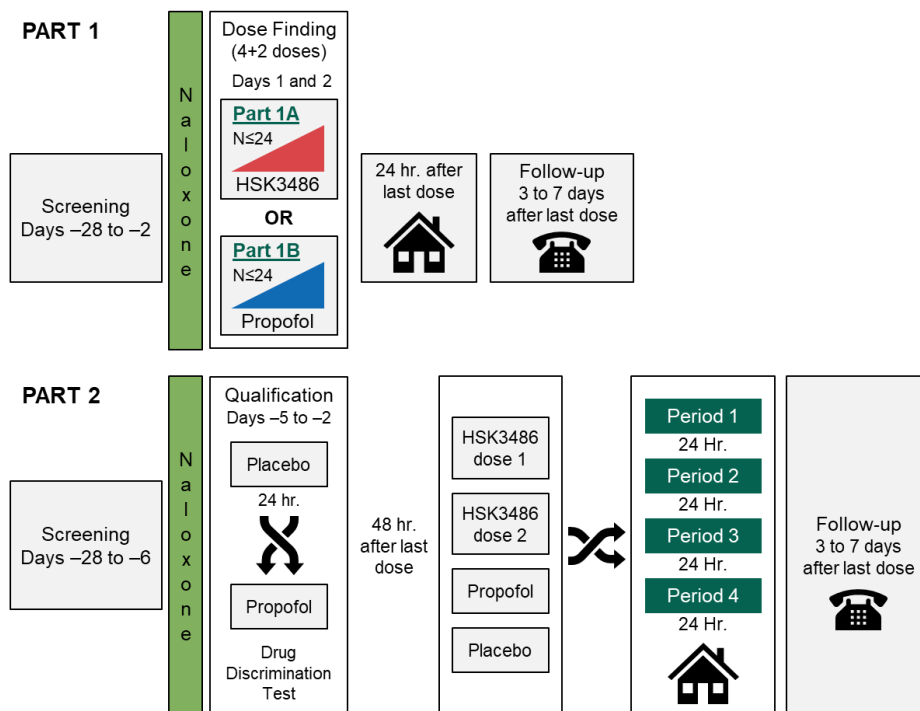 PART 1
Screening
Days –28 to –2
Naloxone
Dose Finding
(4+2 doses)
Days 1 and 2
Part 1A
N≤24
HSK3486
OR
Part 1B
N≤24
Propofol
24 hr. after
last dose
Follow-up
3 to 7 days
after last dose
PART 2
Screening
Days –28 to –6
Naloxone
Qualification
Days –5 to –2
Placebo
24 hr.
Propofol
Drug
Discrimination
Test
48 hr.
after last
dose
HSK3486
dose 1
HSK3486
dose 2
Propofol
Placebo
Period 1
24 Hr.
Period 2
24 Hr.
Period 3
24 Hr.
Period 4
24 Hr.
Follow-up
3 to 7 days
after last dose